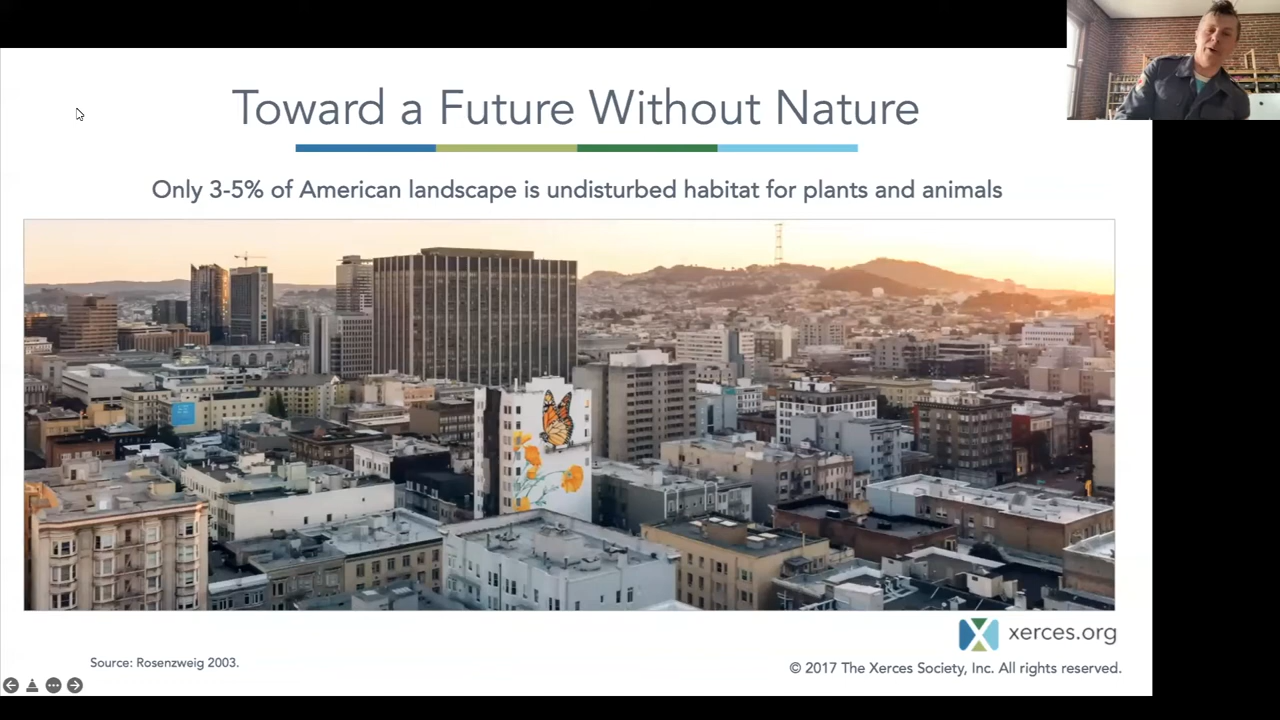 Toward a Future Without Nature
Only 3-5% of American landscape is undisturbed habitat for plants and animals
xerces.org
Source: Rosenzweig 2003.
© 2017 The Xerces Society, Inc. All rights reserved.